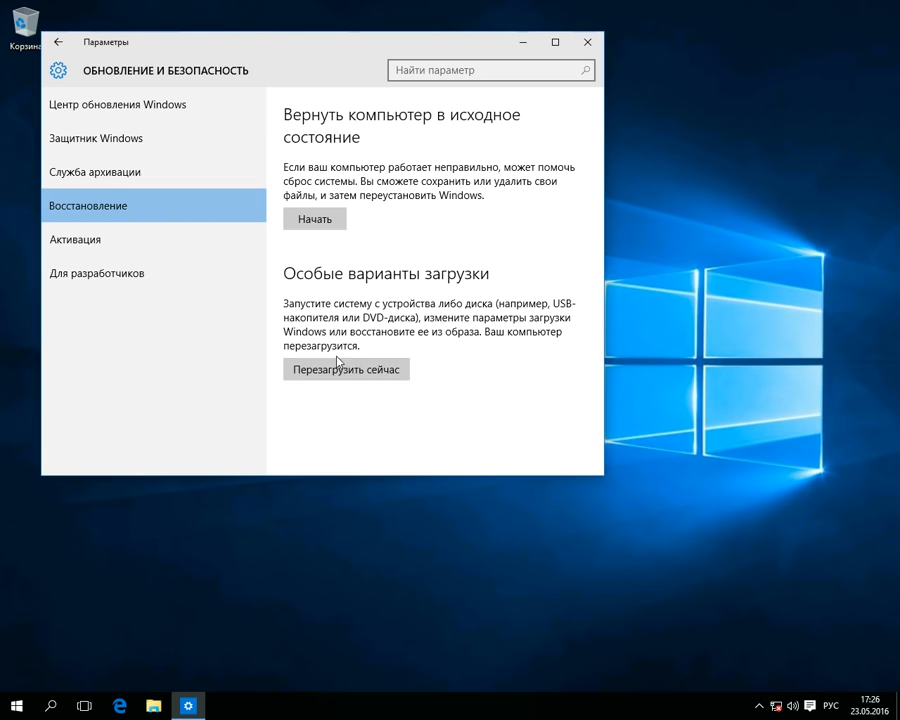 Корзина
Параметры
ОБНОВЛЕНИЕ И БЕЗОПАСНОСТЬ
Найти параметр
Центр обновления Windows
Защитник Windows
Служба архивации
Восстановление
Активация
Для разработчиков
Вернуть компьютер в исходное
состояние
Если ваш компьютер работает неправильно, может помочь
сброс системы. Вы сможете сохранить или удалить свои
файлы, и затем переустановить Windows.
Начать
Особые варианты загрузки
Запустите систему с устройства либо диска (например, USB-
накопителя или DVD-диска), измените параметры загрузки
Windows или восстановите ее из образа. Ваш компьютер
перезагрузится.
Перезагрузить сейчас
РУС
17:26
23.05.2016